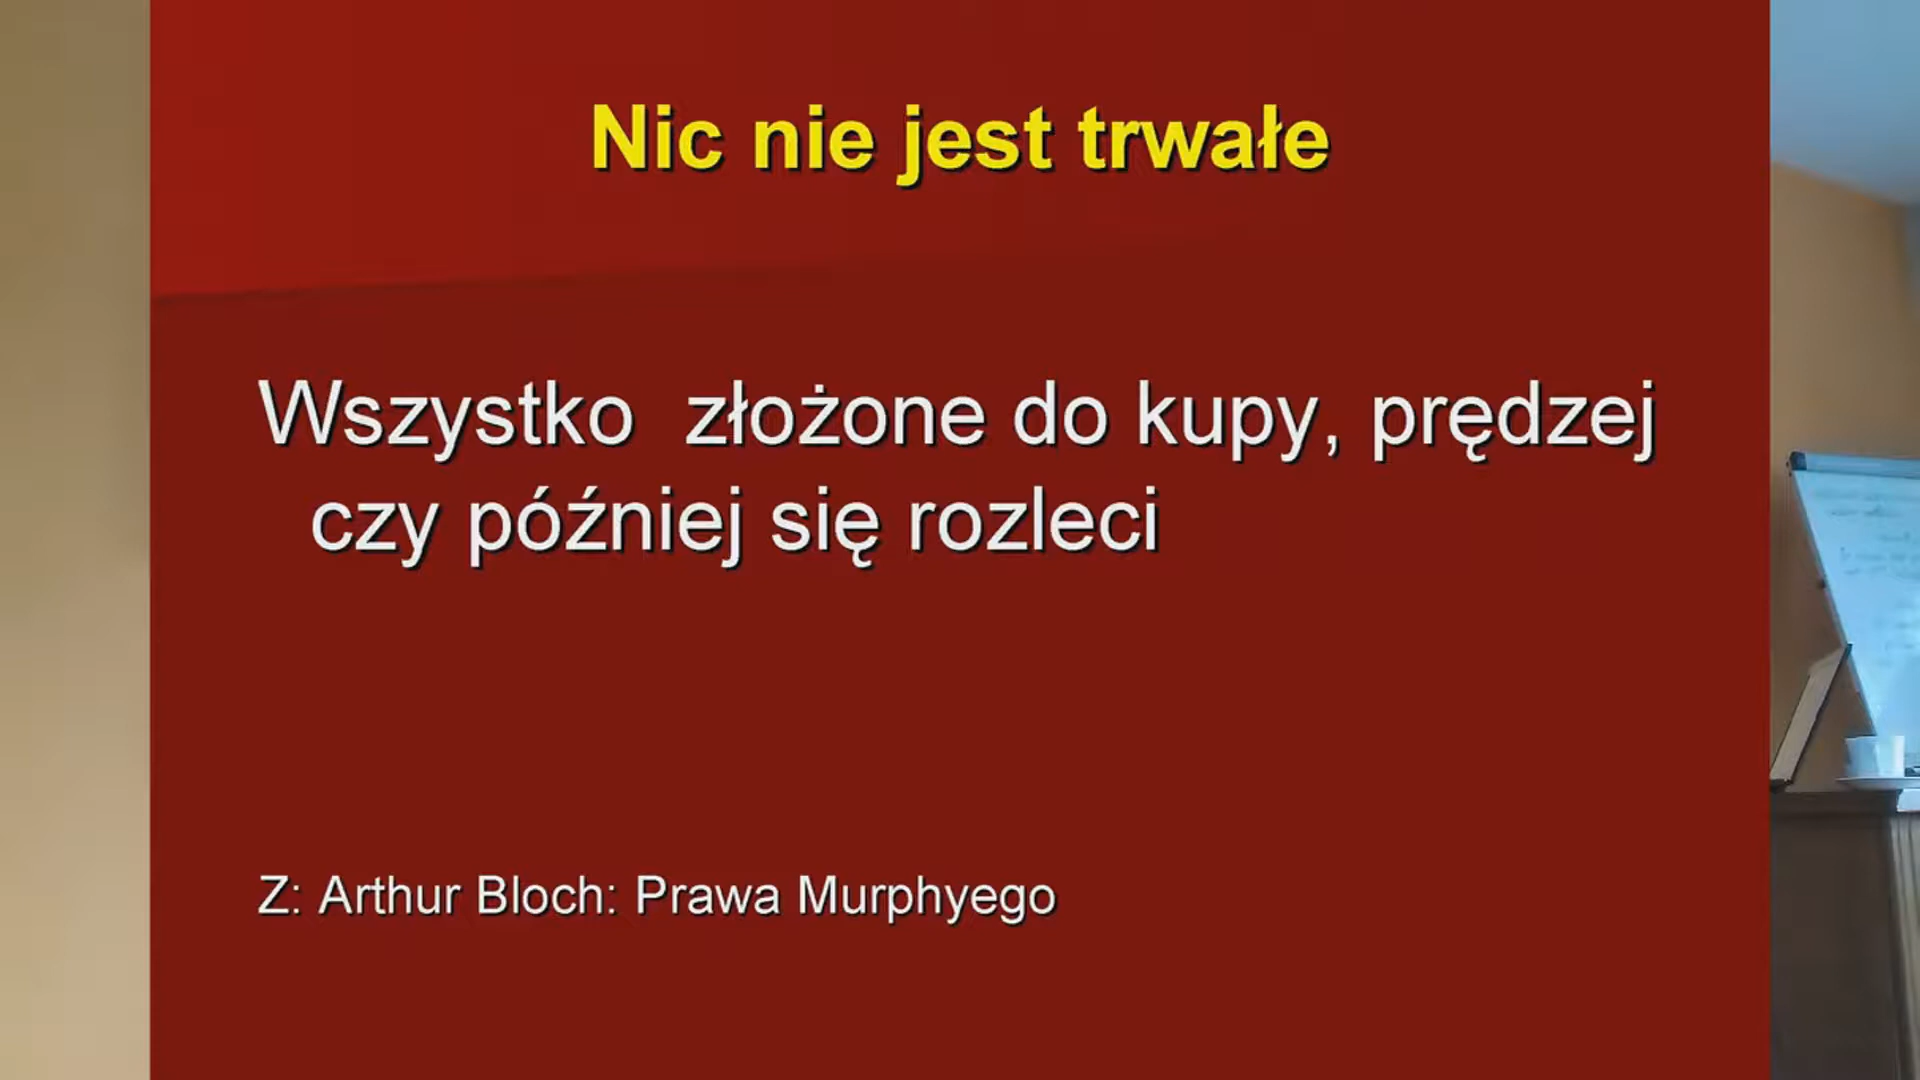 Nic nie jest trwałe
Wszystko złożone do kupy, prędzej
czy później się rozleci
Z: Arthur Bloch: Prawa Murphyego